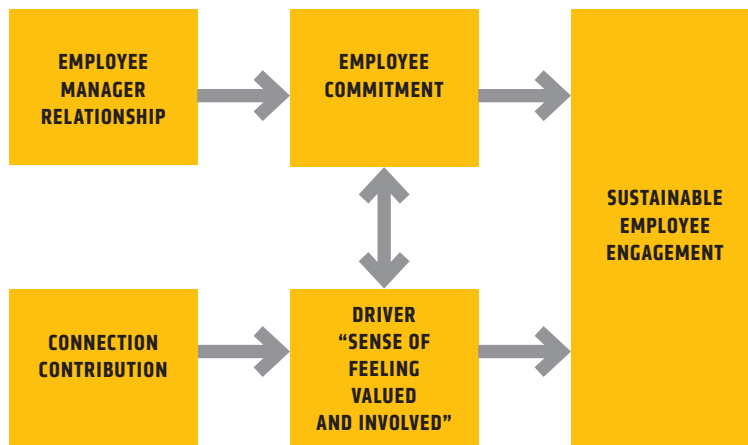 EMPLOYEE
MANAGER
RELATIONSHIP
EMPLOYEE
COMMITMENT
SUSTAINABLE
EMPLOYEE
ENGAGEMENT
CONNECTION
CONTRIBUTION
DRIVER
“SENSE OF
FEELING
VALUED
AND INVOLVED”